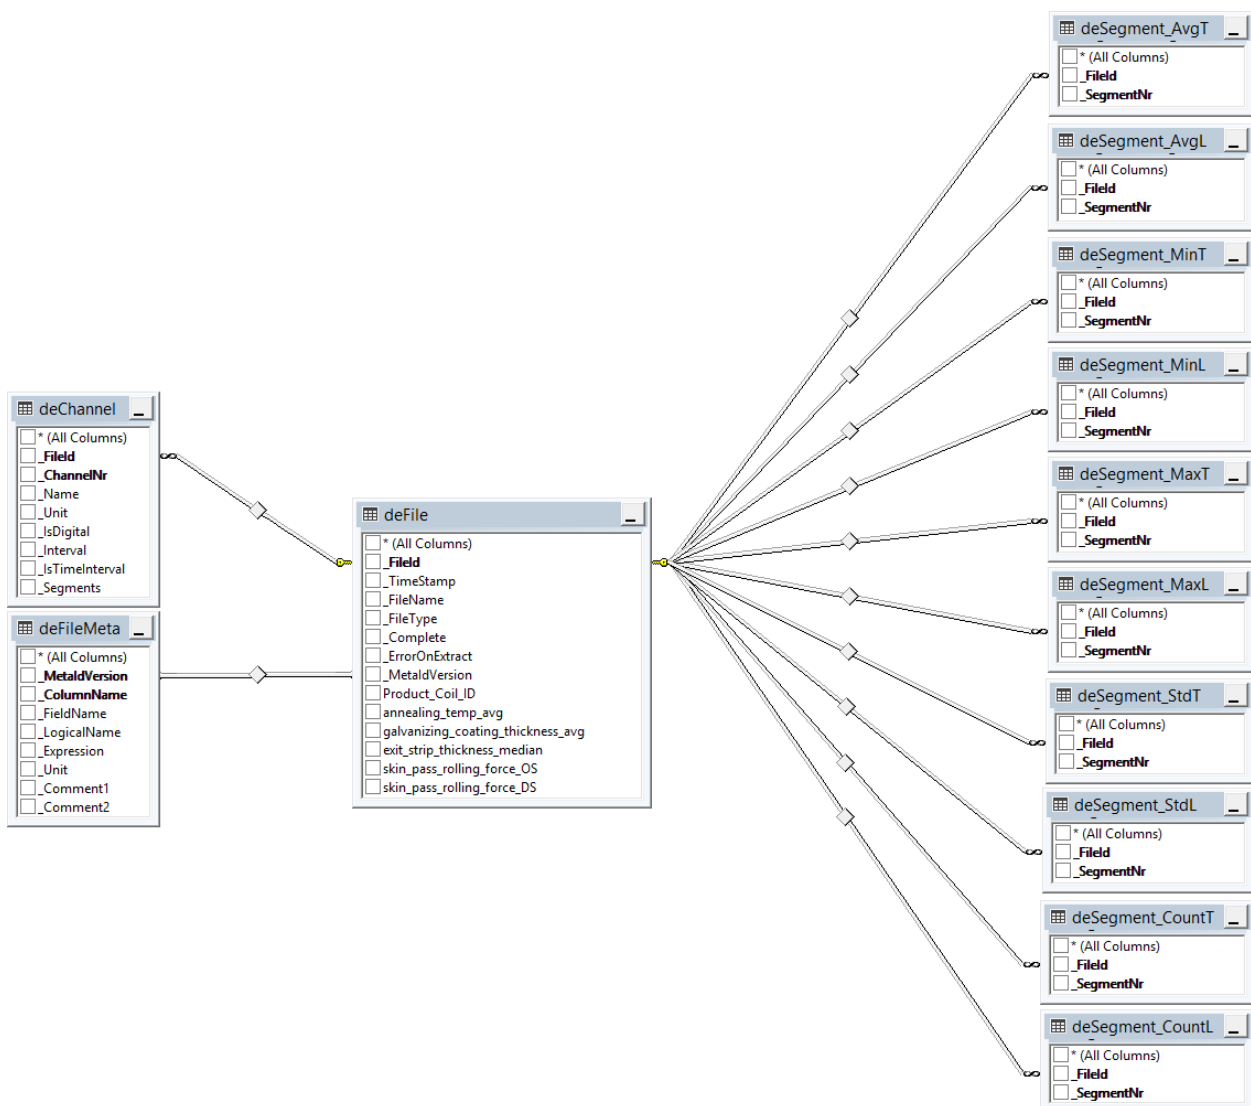 deChannel
* (All Columns)
_FileId
_ChannelNr
_Name
_Unit
_IsDigital
_Interval
_IsTimeInterval
_Segments
deFileMeta
* (All Columns)
_MetaIdVersion
_ColumnName
_FieldName
_LogicalName
_Expression
_Unit
_Comment1
_Comment2
deFile
* (All Columns)
_FileId
_TimeStamp
_FileName
_FileType
_Complete
_ErrorOnExtract
_MetaIdVersion
Product_Coil_ID
annealing_temp_avg
galvanizing_coating_thickness_avg
exit_strip_thickness_median
skin_pass_rolling_force_OS
skin_pass_rolling_force_DS
deSegment_AvgT
* (All Columns)
_FileId
_SegmentNr
deSegment_AvgL
* (All Columns)
_FileId
_SegmentNr
deSegment_MinT
* (All Columns)
_FileId
_SegmentNr
deSegment_MinL
* (All Columns)
_FileId
_SegmentNr
deSegment_MaxT
* (All Columns)
_FileId
_SegmentNr
deSegment_MaxL
* (All Columns)
_FileId
_SegmentNr
deSegment_StdT
* (All Columns)
_FileId
_SegmentNr
deSegment_StdL
* (All Columns)
_FileId
_SegmentNr
deSegment_CountT
* (All Columns)
_FileId
_SegmentNr
deSegment_CountL
* (All Columns)
_FileId
_SegmentNr